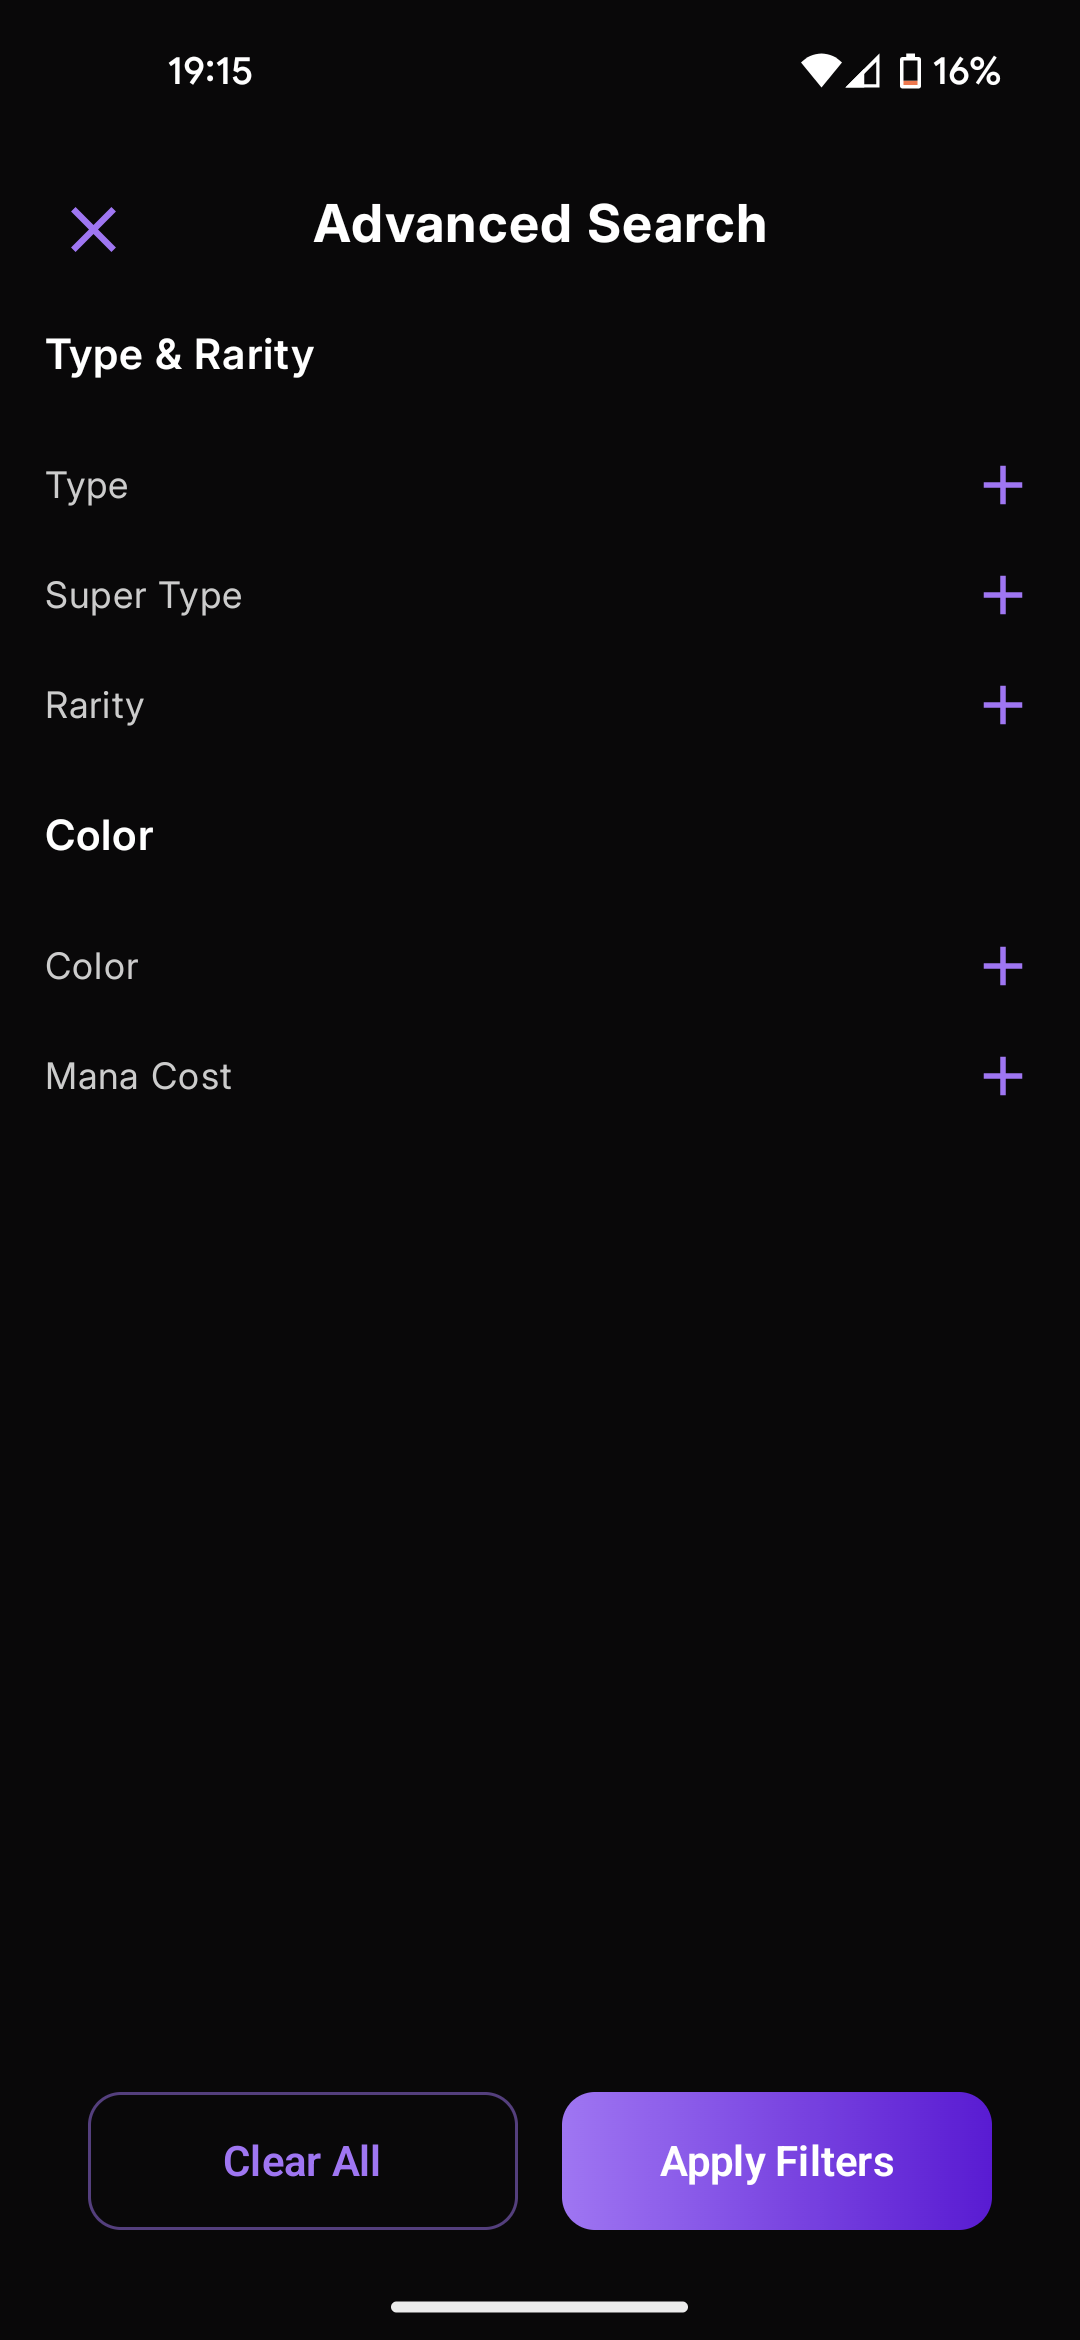 19:15
16%
Advanced Search
Type & Rarity
Type
Super Type
Rarity
Color
Color
Mana Cost
Clear All
Apply Filters